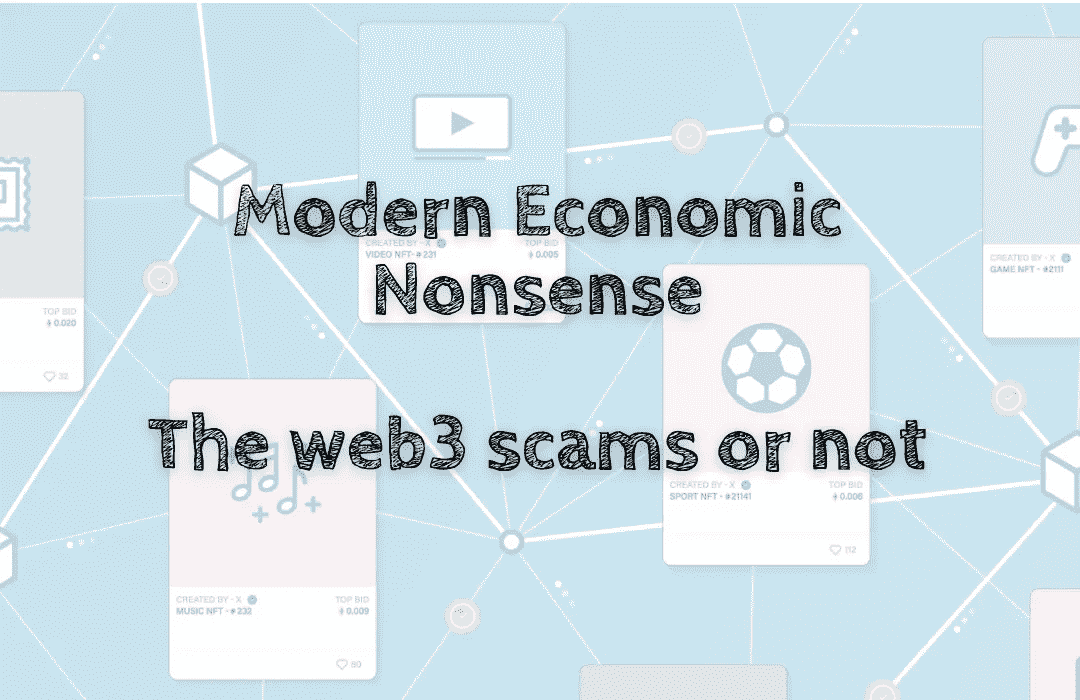 Modern Economic
Nonsense
The web3 scams or not
CREATED BY - X
TOP BID
VIDEO NFT - #231
0.005
CREATED BY - X
GAME NFT - #2111
TOP BID
0.020
32
CREATED BY - X
TOP BID
SPORT NFT - #21141
0.006
112
CREATED BY - X
TOP BID
MUSIC NFT - #232
0.009